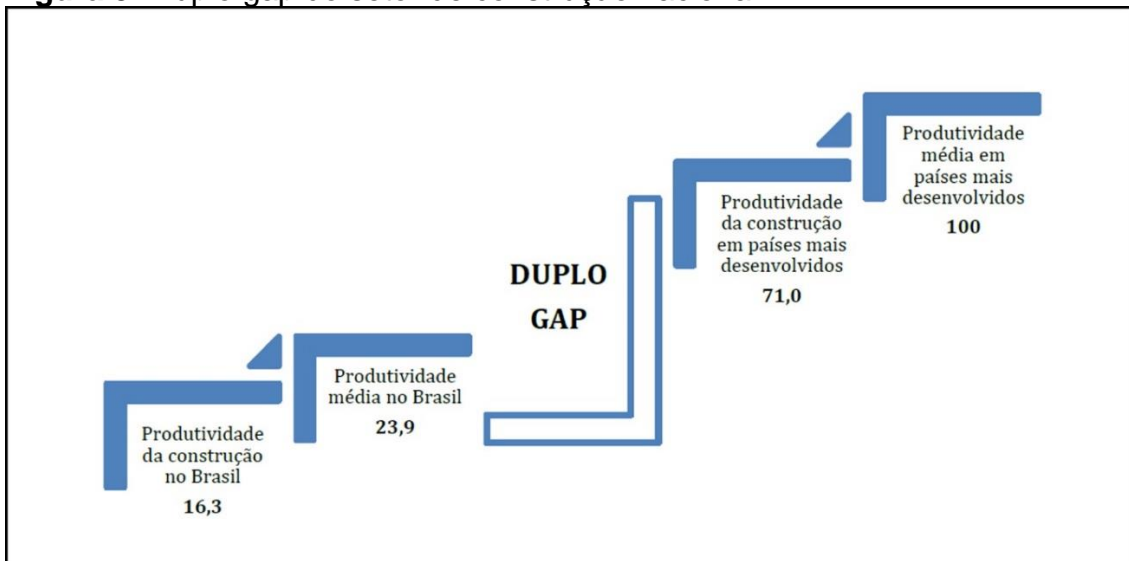 Produtividade
média em
países mais
desenvolvidos
100
Produtividade
da construção
em países mais
desenvolvidos
71,0
DUPLO
GAP
Produtividade
média no Brasil
23,9
Produtividade
da construção
no Brasil
16,3